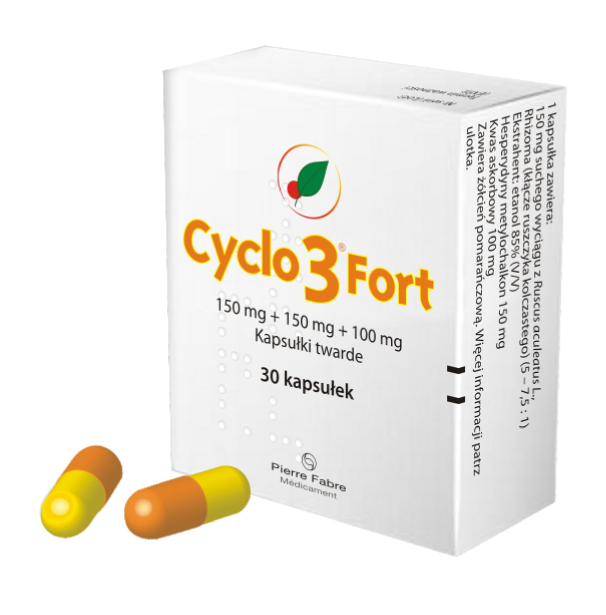 Cyclo 3® Fort
150 mg + 150 mg + 100 mg
Kapsułki twarde
30 kapsułek
Pierre Fabre
Médicament
1 kapsułka zawiera:
150 mg suchego wyciągu z Ruscus aculeatus L.,
Rhizoma (kłącze ruszczyka kolczastego) (5 – 7,5 : 1)
Ekstrahent: etanol 85% (V/V)
Hesperydyny metylochalkon 150 mg
Kwas askorbowy 100 mg
Zawiera żółcień pomarańczową. Więcej informacji patrz
ulotka.